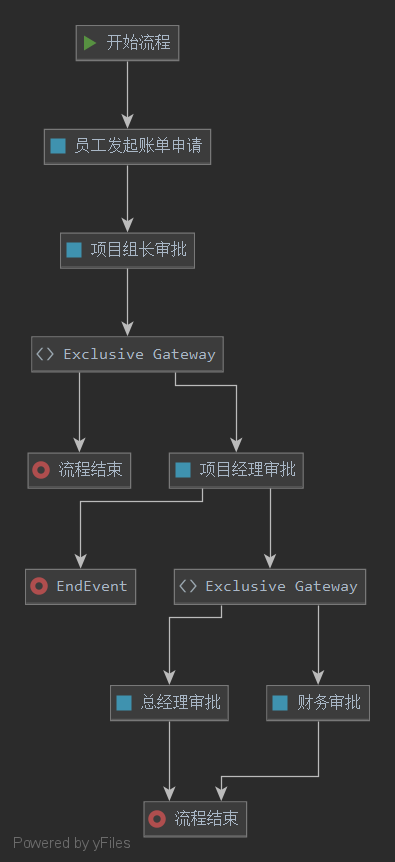 开始流程
员工发起账单申请
项目组长审批
Exclusive Gateway
流程结束
项目经理审批
EndEvent
Exclusive Gateway
总经理审批
财务审批
流程结束
Powered by yFiles